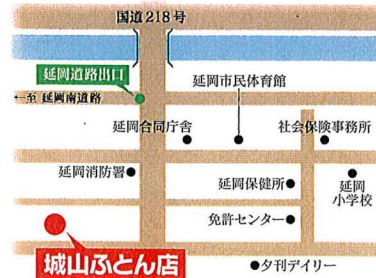 国道218号
延岡道路出口
←至 延岡南道路
延岡市民体育館
延岡合同庁舎
社会保険事務所
延岡消防署
延岡保健所
延岡
小学校
免許センター
城山ふとん店
夕刊デイリー